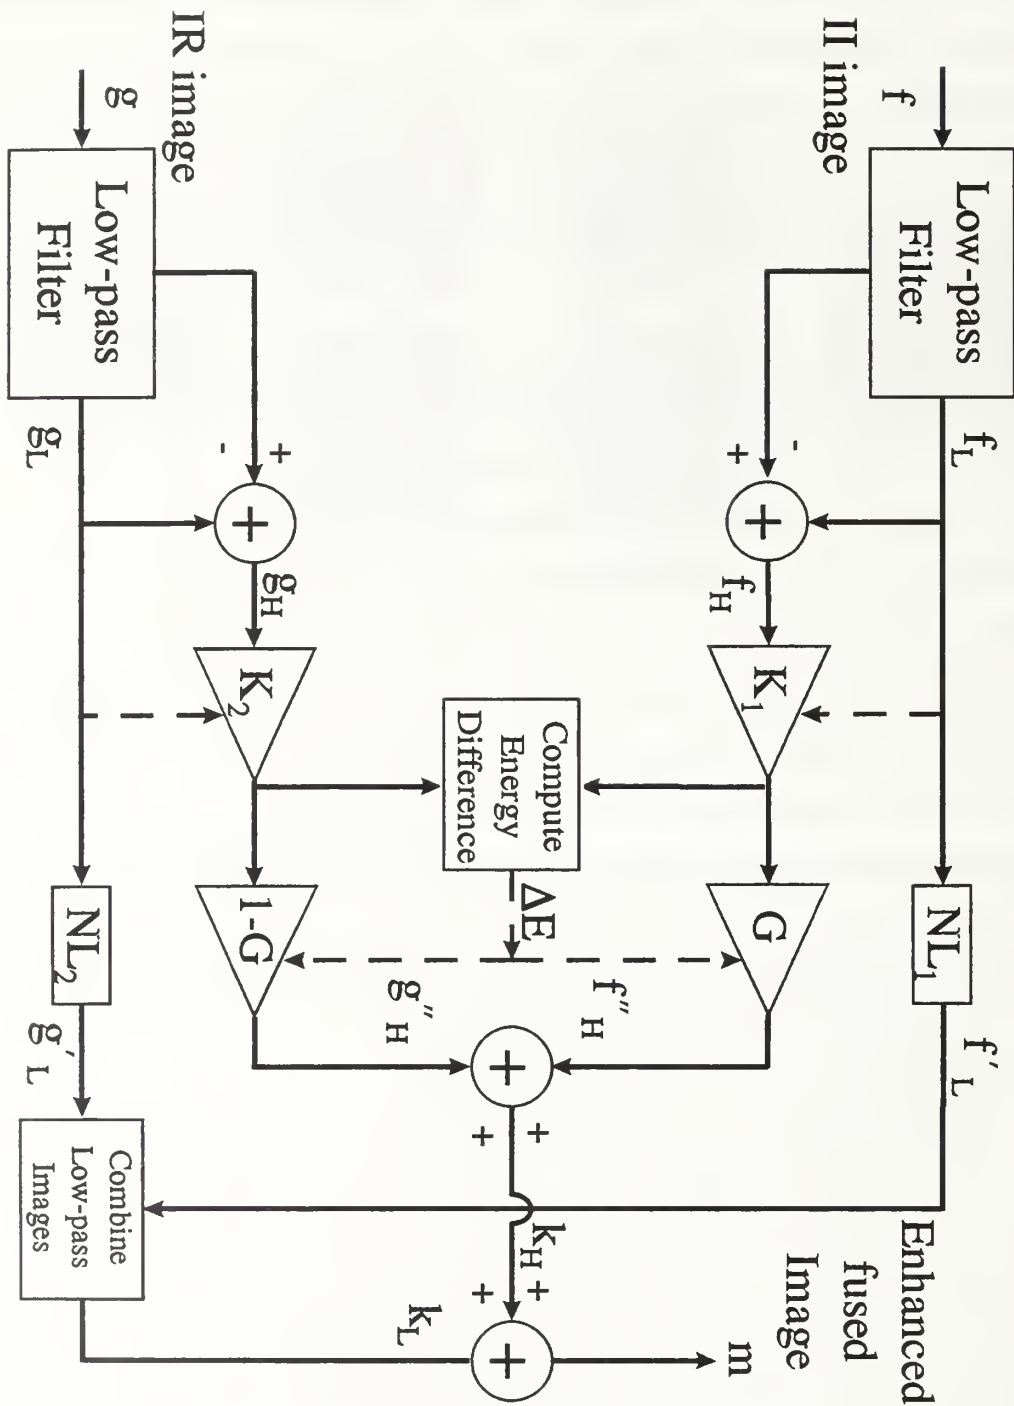 II image
f
Low-pass
Filter
f_L
-
+
+
f_H
K_1
G
NL_1
f'_L
Compute
Energy
Difference
ΔE
f''_H
g''_H
+
+
+
k_H
+
+
Enhanced
fused
Image
m
+
k_L
IR image
g
Low-pass
Filter
g_L
+
-
+
g_H
K_2
1-G
NL_2
g'_L
Combine
Low-pass
Images